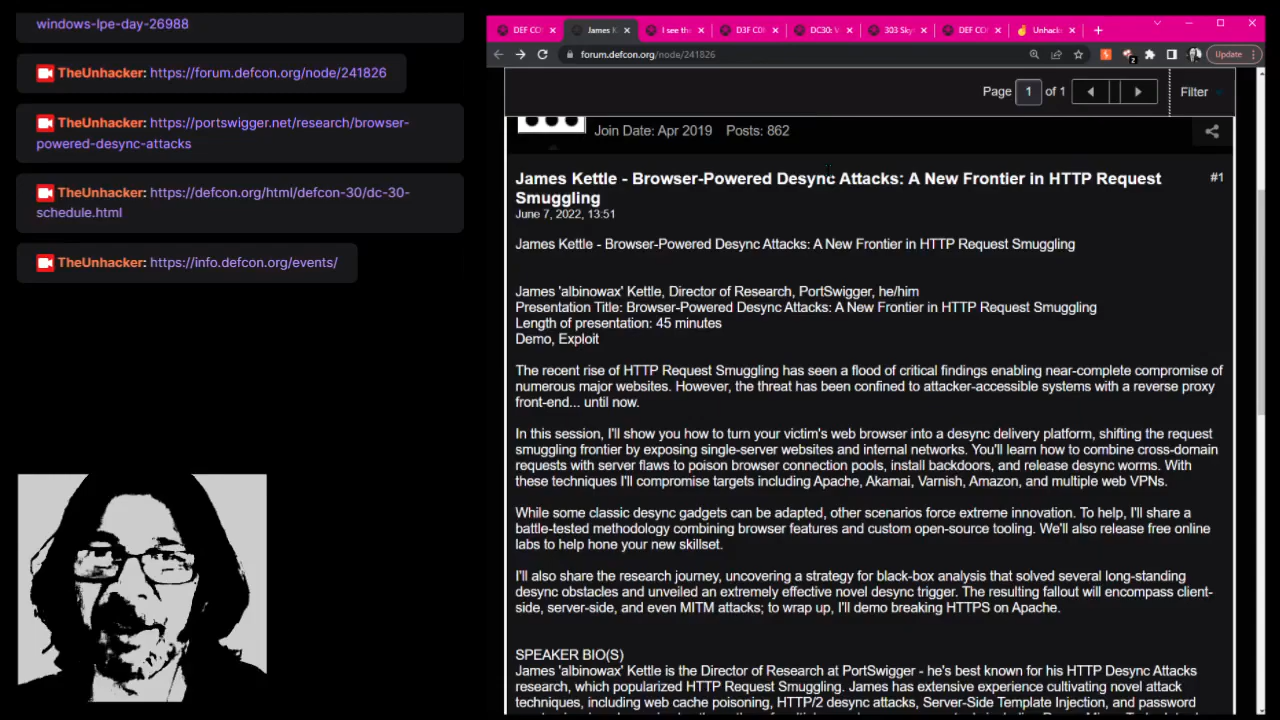 windows-lpe-day-26988
TheUnhacker: https://forum.defcon.org/node/241826
TheUnhacker: https://portswigger.net/research/browser-
powered-desync-attacks
TheUnhacker: https://defcon.org/html/defcon-30/dc-30-
schedule.html
TheUnhacker: https://info.defcon.org/events/
DEF CO
James K
I see the
D3F C0
DC30: V
303 Sky
DEF CO
Unhack
forum.defcon.org/node/241826
2
Update
Page 1 of 1
Filter
Join Date: Apr 2019 Posts: 862
James Kettle - Browser-Powered Desync Attacks: A New Frontier in HTTP Request
Smuggling
#1
June 7, 2022, 13:51
James Kettle - Browser-Powered Desync Attacks: A New Frontier in HTTP Request Smuggling
James 'albinowax' Kettle, Director of Research, PortSwigger, he/him
Presentation Title: Browser-Powered Desync Attacks: A New Frontier in HTTP Request Smuggling
Length of presentation: 45 minutes
Demo, Exploit
The recent rise of HTTP Request Smuggling has seen a flood of critical findings enabling near-complete compromise of
numerous major websites. However, the threat has been confined to attacker-accessible systems with a reverse proxy
front-end... until now.
In this session, I'll show you how to turn your victim's web browser into a desync delivery platform, shifting the request
smuggling frontier by exposing single-server websites and internal networks. You'll learn how to combine cross-domain
requests with server flaws to poison browser connection pools, install backdoors, and release desync worms. With
these techniques I'll compromise targets including Apache, Akamai, Varnish, Amazon, and multiple web VPNs.
While some classic desync gadgets can be adapted, other scenarios force extreme innovation. To help, I'll share a
battle-tested methodology combining browser features and custom open-source tooling. We'll also release free online
labs to help hone your new skillset.
I'll also share the research journey, uncovering a strategy for black-box analysis that solved several long-standing
desync obstacles and unveiled an extremely effective novel desync trigger. The resulting fallout will encompass client-
side, server-side, and even MITM attacks; to wrap up, I'll demo breaking HTTPS on Apache.
SPEAKER BIO(S)
James 'albinowax' Kettle is the Director of Research at PortSwigger - he's best known for his HTTP Desync Attacks
research, which popularized HTTP Request Smuggling. James has extensive experience cultivating novel attack
techniques, including web cache poisoning, HTTP/2 desync attacks, Server-Side Template Injection, and password